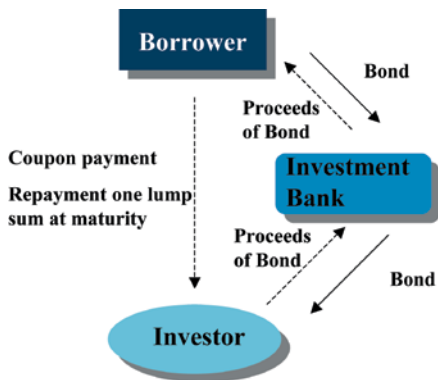 Borrower
Bond
Proceeds
of Bond
Coupon payment
Repayment one lump
sum at maturity
Investment
Bank
Proceeds
of Bond
Bond
Investor